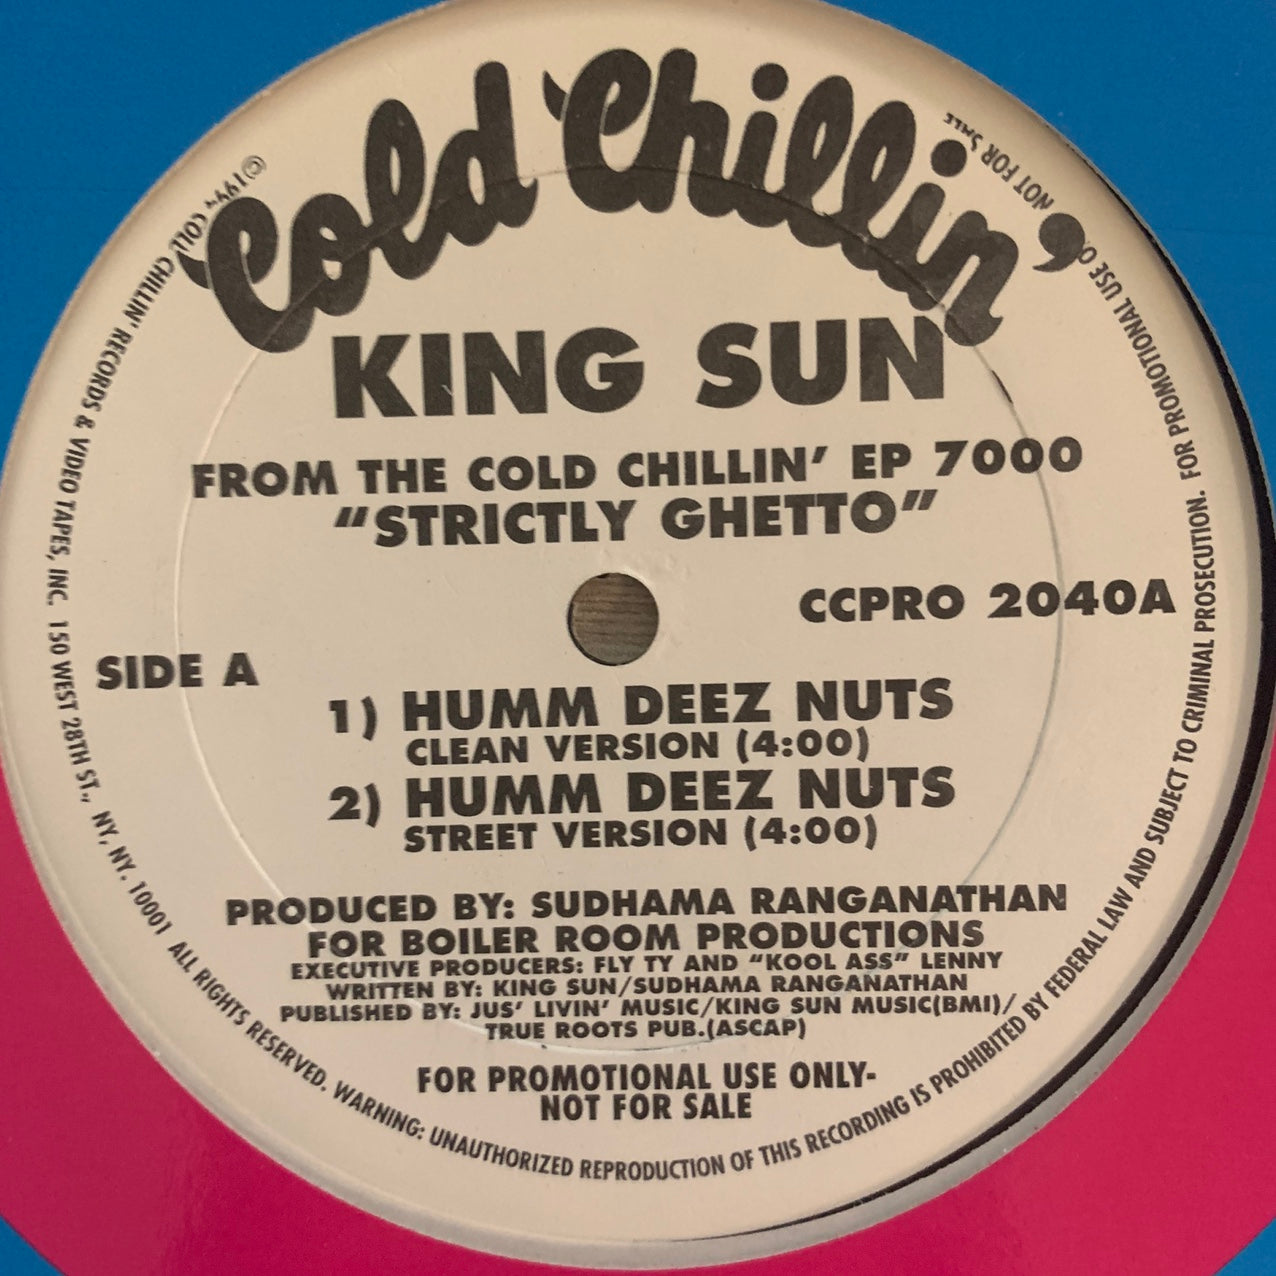 Cold Chillin'
KING SUN
FROM THE COLD CHILLIN' EP 7000
"STRICTLY GHETTO"
CCPRO 2040A
SIDE A
1) HUMM DEEZ NUTS
CLEAN VERSION (4:00)
2) HUMM DEEZ NUTS
STREET VERSION (4:00)
PRODUCED BY: SUDHAMA RANGANATHAN
FOR BOILER ROOM PRODUCTIONS
EXECUTIVE PRODUCERS: FLY TY AND "KOOL ASS" LENNY
WRITTEN BY: KING SUN/SUDHAMA RANGANATHAN
PUBLISHED BY: JUS' LIVIN' MUSIC/KING SUN MUSIC(BMI)/
TRUE ROOTS PUB.(ASCAP)
FOR PROMOTIONAL USE ONLY-
NOT FOR SALE
© CHILLIN' RECORDS & VIDEO TAPES, INC. 150 WEST 28TH ST., NY, NY. 10001 ALL RIGHTS RESERVED. WARNING: UNAUTHORIZED REPRODUCTION OF THIS RECORDING IS PROHIBITED BY FEDERAL LAW AND SUBJECT TO CRIMINAL PROSECUTION. FOR PROMOTIONAL USE NOT FOR SALE